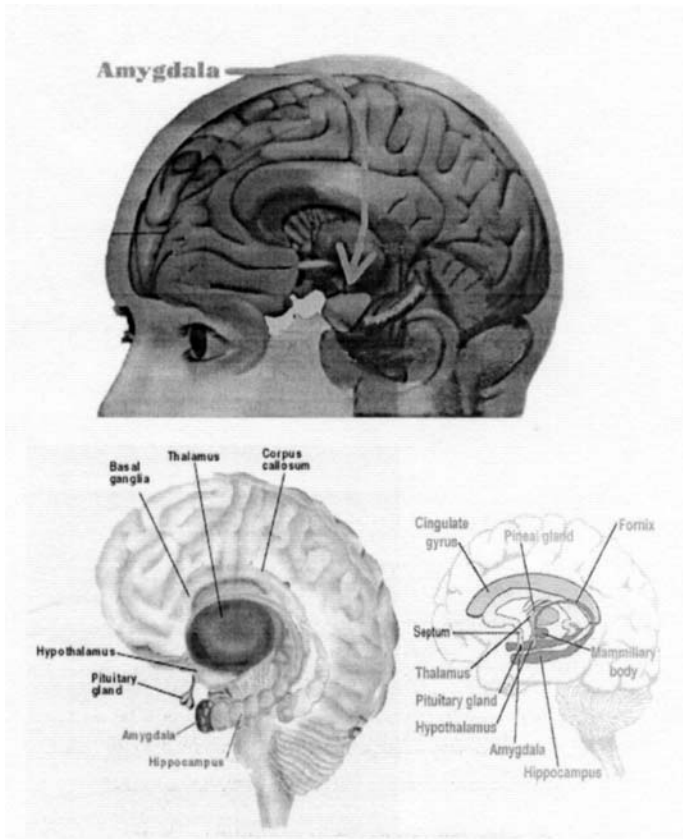 Amygdala
Thalamus
Corpus
callosum
Basal
ganglia
Hypothalamus
Pituitary
gland
Amygdala
Hippocampus
Cingulate
gyrus
Pineal gland
Fornix
Septum
Thalamus
Mammiliary
body
Pituitary gland
Hypothalamus
Amygdala
Hippocampus